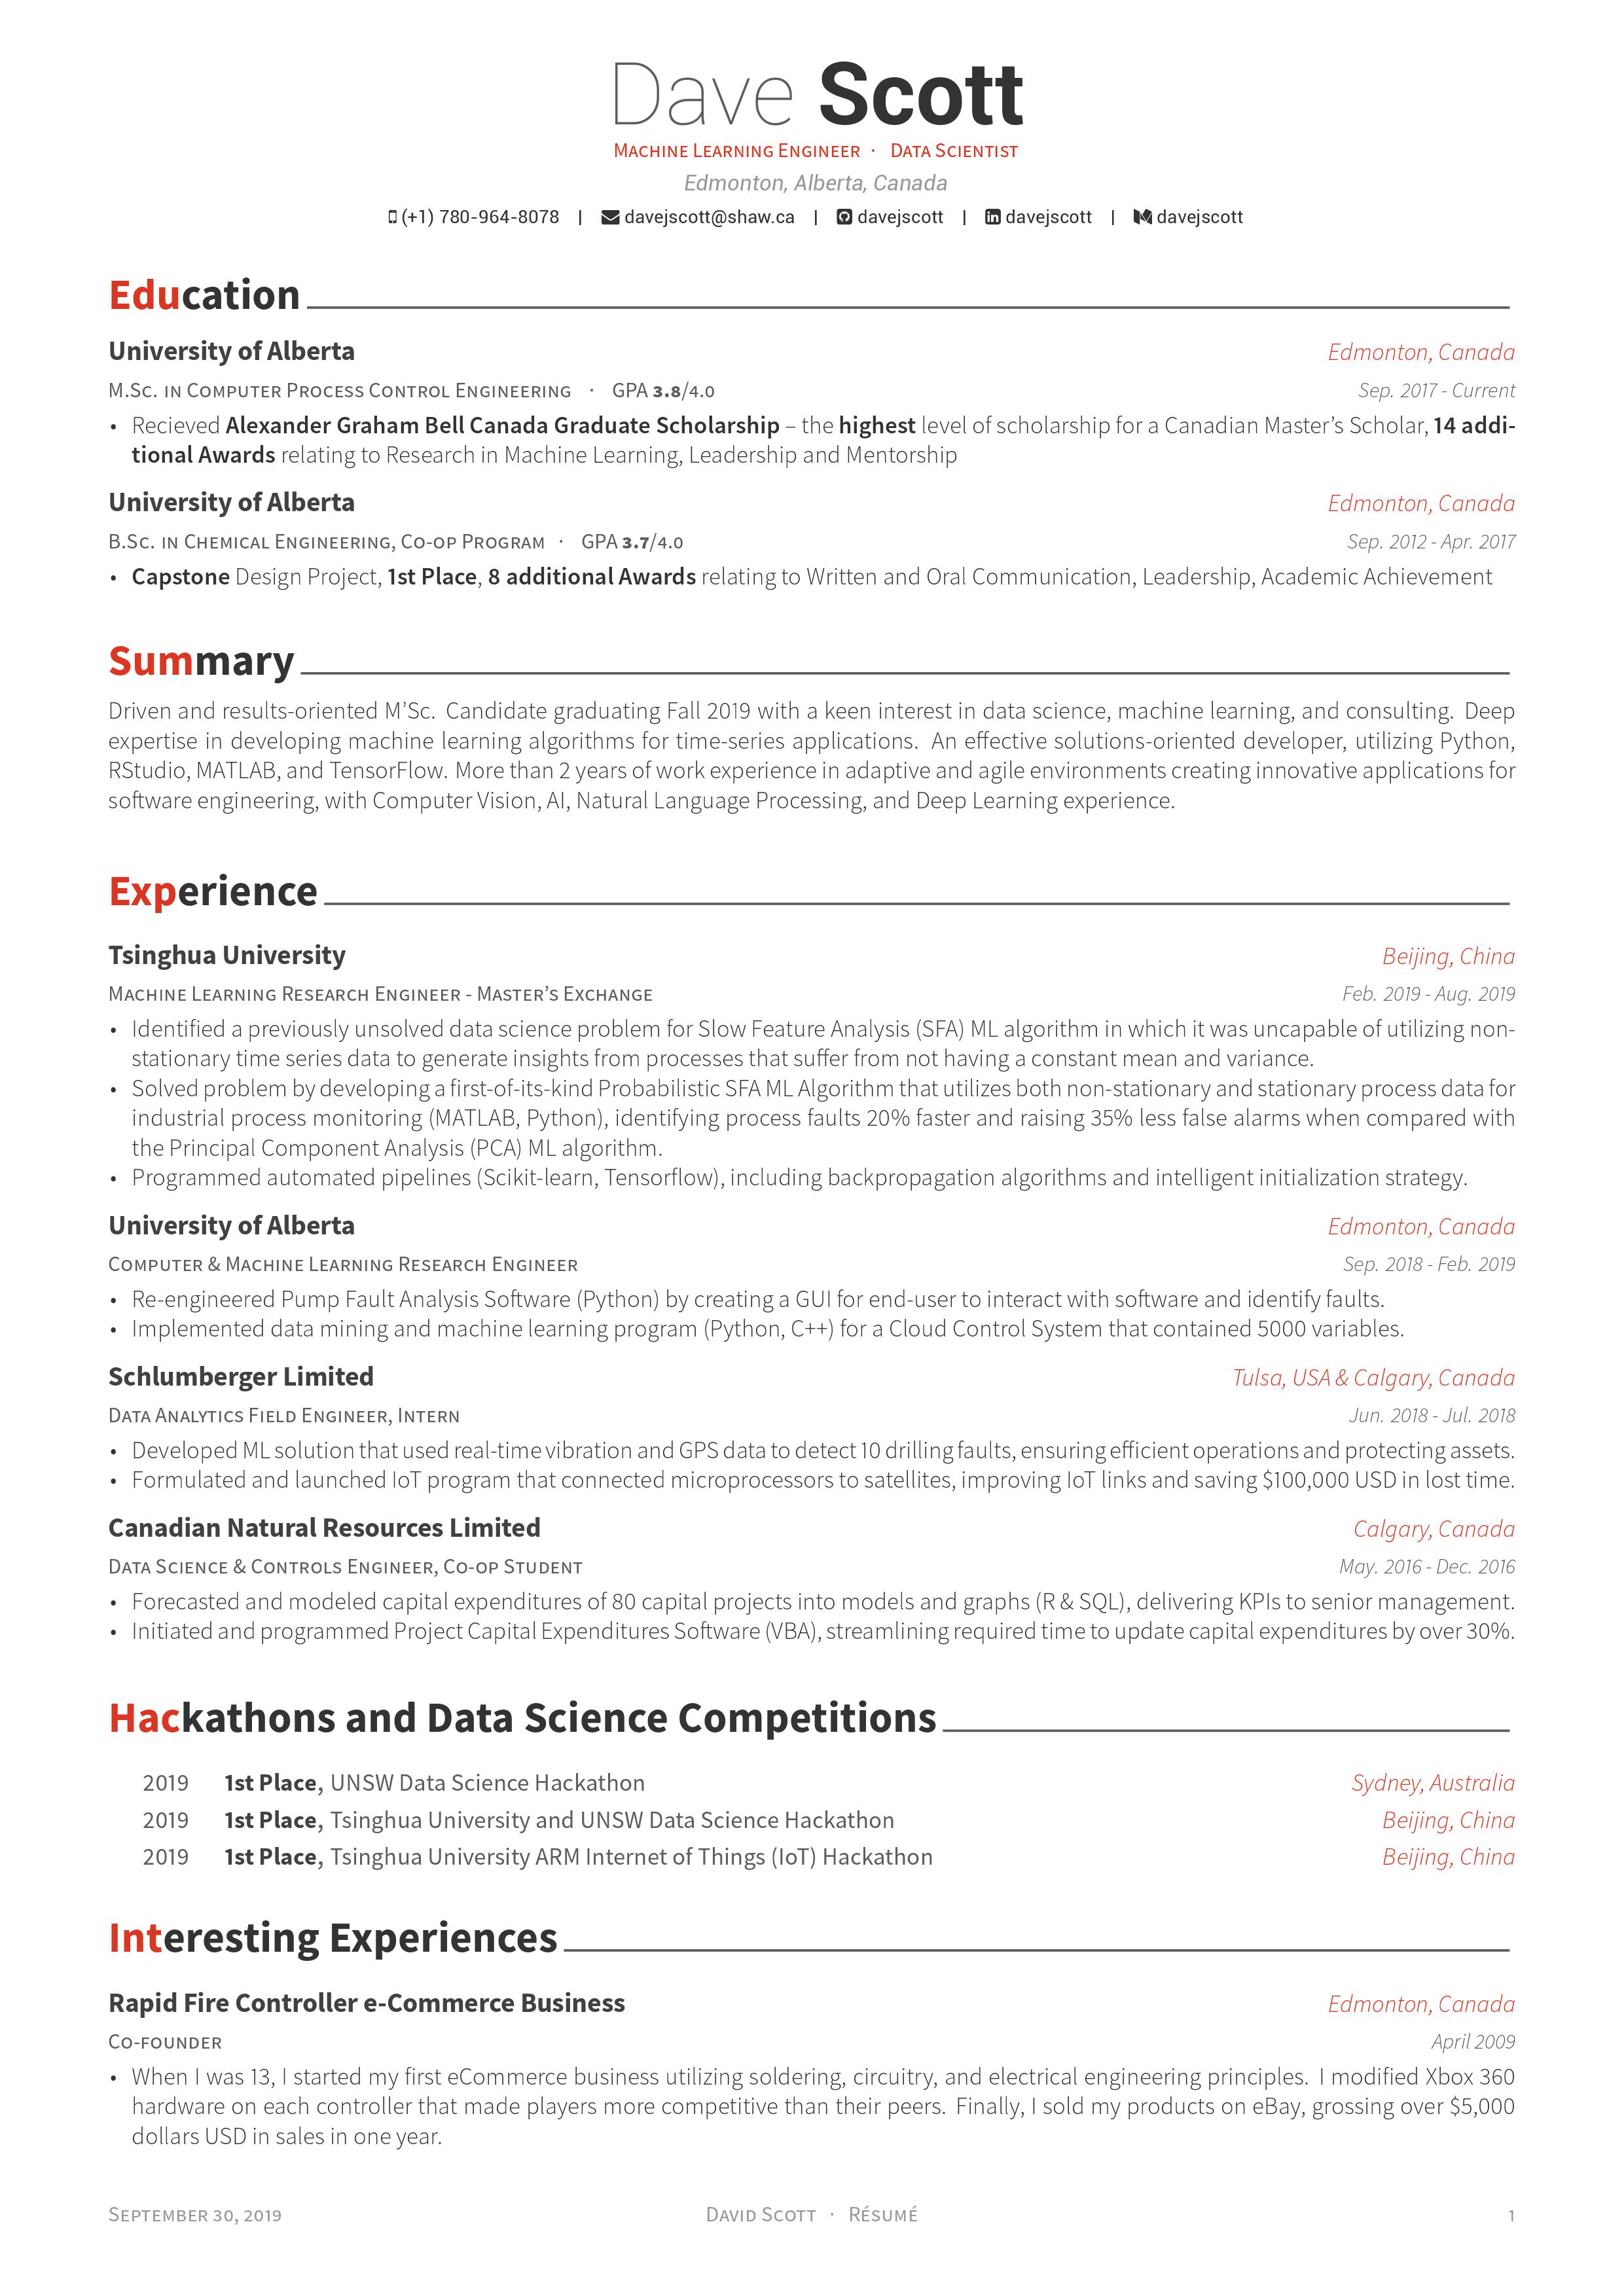 Dave Scott
Machine Learning Engineer · Data Scientist
Edmonton, Alberta, Canada
(+1) 780-964-8078 | davejscott@shaw.ca | davejscott | davejscott | davejscott
Education
University of Alberta Edmonton, Canada
M.Sc. in Computer Process Control Engineering · GPA 3.8/4.0 Sep. 2017 - Current
• Recieved Alexander Graham Bell Canada Graduate Scholarship – the highest level of scholarship for a Canadian Master's Scholar, 14 addi-
tional Awards relating to Research in Machine Learning, Leadership and Mentorship
University of Alberta Edmonton, Canada
B.Sc. in Chemical Engineering, Co-op Program · GPA 3.7/4.0 Sep. 2012 - Apr. 2017
• Capstone Design Project, 1st Place, 8 additional Awards relating to Written and Oral Communication, Leadership, Academic Achievement
Summary
Driven and results-oriented M'Sc. Candidate graduating Fall 2019 with a keen interest in data science, machine learning, and consulting. Deep
expertise in developing machine learning algorithms for time-series applications. An effective solutions-oriented developer, utilizing Python,
RStudio, MATLAB, and TensorFlow. More than 2 years of work experience in adaptive and agile environments creating innovative applications for
software engineering, with Computer Vision, AI, Natural Language Processing, and Deep Learning experience.
Experience
Tsinghua University Beijing, China
Machine Learning Research Engineer - Master's Exchange Feb. 2019 - Aug. 2019
• Identified a previously unsolved data science problem for Slow Feature Analysis (SFA) ML algorithm in which it was uncapable of utilizing non-
stationary time series data to generate insights from processes that suffer from not having a constant mean and variance.
• Solved problem by developing a first-of-its-kind Probabilistic SFA ML Algorithm that utilizes both non-stationary and stationary process data for
industrial process monitoring (MATLAB, Python), identifying process faults 20% faster and raising 35% less false alarms when compared with
the Principal Component Analysis (PCA) ML algorithm.
• Programmed automated pipelines (Scikit-learn, Tensorflow), including backpropagation algorithms and intelligent initialization strategy.
University of Alberta Edmonton, Canada
Computer & Machine Learning Research Engineer Sep. 2018 - Feb. 2019
• Re-engineered Pump Fault Analysis Software (Python) by creating a GUI for end-user to interact with software and identify faults.
• Implemented data mining and machine learning program (Python, C++) for a Cloud Control System that contained 5000 variables.
Schlumberger Limited Tulsa, USA & Calgary, Canada
Data Analytics Field Engineer, Intern Jun. 2018 - Jul. 2018
• Developed ML solution that used real-time vibration and GPS data to detect 10 drilling faults, ensuring efficient operations and protecting assets.
• Formulated and launched IoT program that connected microprocessors to satellites, improving IoT links and saving $100,000 USD in lost time.
Canadian Natural Resources Limited Calgary, Canada
Data Science & Controls Engineer, Co-op Student May. 2016 - Dec. 2016
• Forecasted and modeled capital expenditures of 80 capital projects into models and graphs (R & SQL), delivering KPIs to senior management.
• Initiated and programmed Project Capital Expenditures Software (VBA), streamlining required time to update capital expenditures by over 30%.
Hackathons and Data Science Competitions
2019 1st Place, UNSW Data Science Hackathon Sydney, Australia
2019 1st Place, Tsinghua University and UNSW Data Science Hackathon Beijing, China
2019 1st Place, Tsinghua University ARM Internet of Things (IoT) Hackathon Beijing, China
Interesting Experiences
Rapid Fire Controller e-Commerce Business Edmonton, Canada
Co-founder April 2009
• When I was 13, I started my first eCommerce business utilizing soldering, circuitry, and electrical engineering principles. I modified Xbox 360
hardware on each controller that made players more competitive than their peers. Finally, I sold my products on eBay, grossing over $5,000
dollars USD in sales in one year.
September 30, 2019 David Scott · Résumé 1